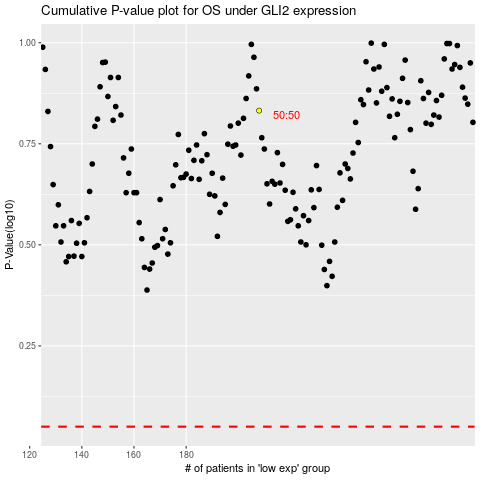 Cumulative P-value plot for OS under GLI2 expression
P-Value(log10)
1.00
0.75
0.50
0.25
50:50
120 140 160 180
# of patients in 'low exp' group